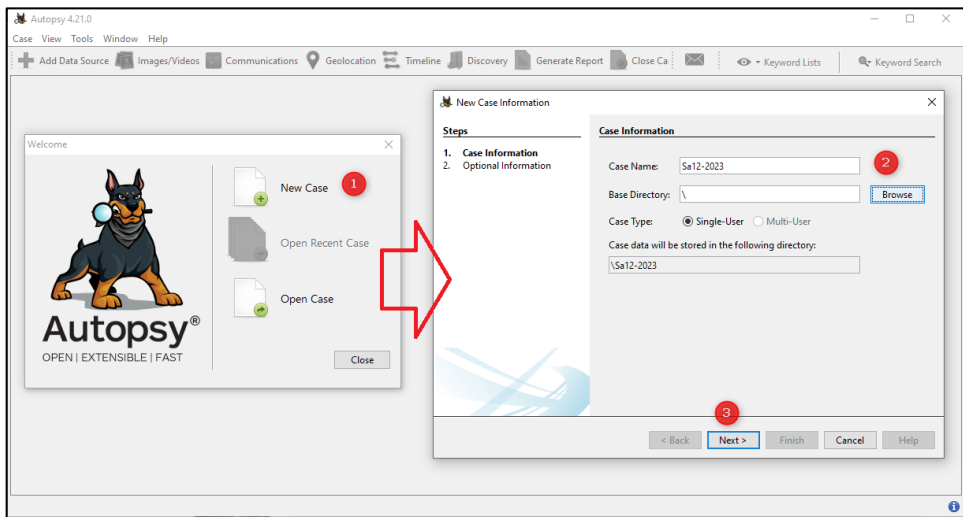 Autopsy 4.21.0
Case View Tools Window Help
Add Data Source Images/Videos Communications Geolocation Timeline Discovery Generate Report Close Ca Keyword Lists Keyword Search
Welcome
New Case 1
Open Recent Case
Open Case
Autopsy®
OPEN | EXTENSIBLE | FAST
Close
New Case Information
Steps
1. Case Information
2. Optional Information
Case Information
Case Name: Sa12-2023 2
Base Directory: \ Browse
Case Type: Single-User Multi-User
Case data will be stored in the following directory:
\Sa12-2023
3
< Back Next > Finish Cancel Help